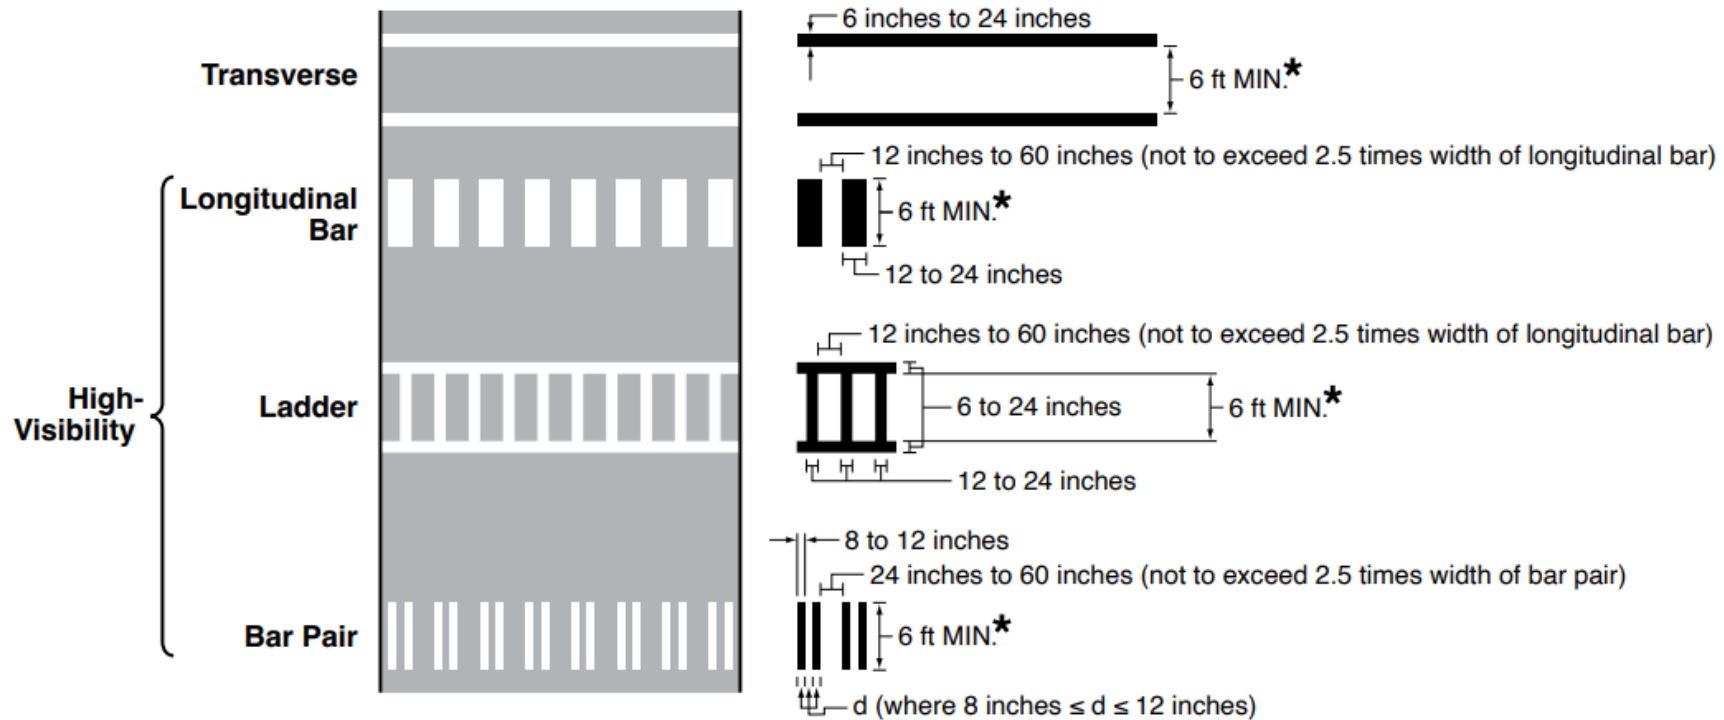 6 inches to 24 inches
Transverse
6 ft MIN.*
12 inches to 60 inches (not to exceed 2.5 times width of longitudinal bar)
Longitudinal
Bar
6 ft MIN.*
12 to 24 inches
12 inches to 60 inches (not to exceed 2.5 times width of longitudinal bar)
High-
Visibility
Ladder
6 to 24 inches
6 ft MIN.*
12 to 24 inches
8 to 12 inches
24 inches to 60 inches (not to exceed 2.5 times width of bar pair)
Bar Pair
6 ft MIN.*
d (where 8 inches ≤ d ≤ 12 inches)